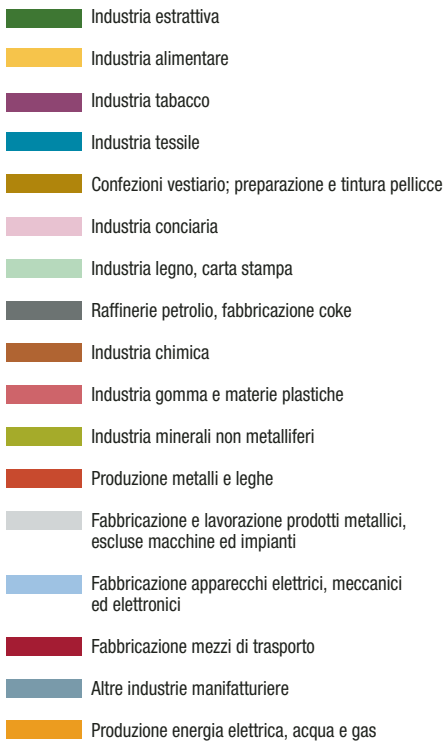 Industria estrattiva
Industria alimentare
Industria tabacco
Industria tessile
Confezioni vestiario; preparazione e tintura pellicce
Industria conciaria
Industria legno, carta stampa
Raffinerie petrolio, fabbricazione coke
Industria chimica
Industria gomma e materie plastiche
Industria minerali non metalliferi
Produzione metalli e leghe
Fabbricazione e lavorazione prodotti metallici,
escluse macchine ed impianti
Fabbricazione apparecchi elettrici, meccanici
ed elettronici
Fabbricazione mezzi di trasporto
Altre industrie manifatturiere
Produzione energia elettrica, acqua e gas